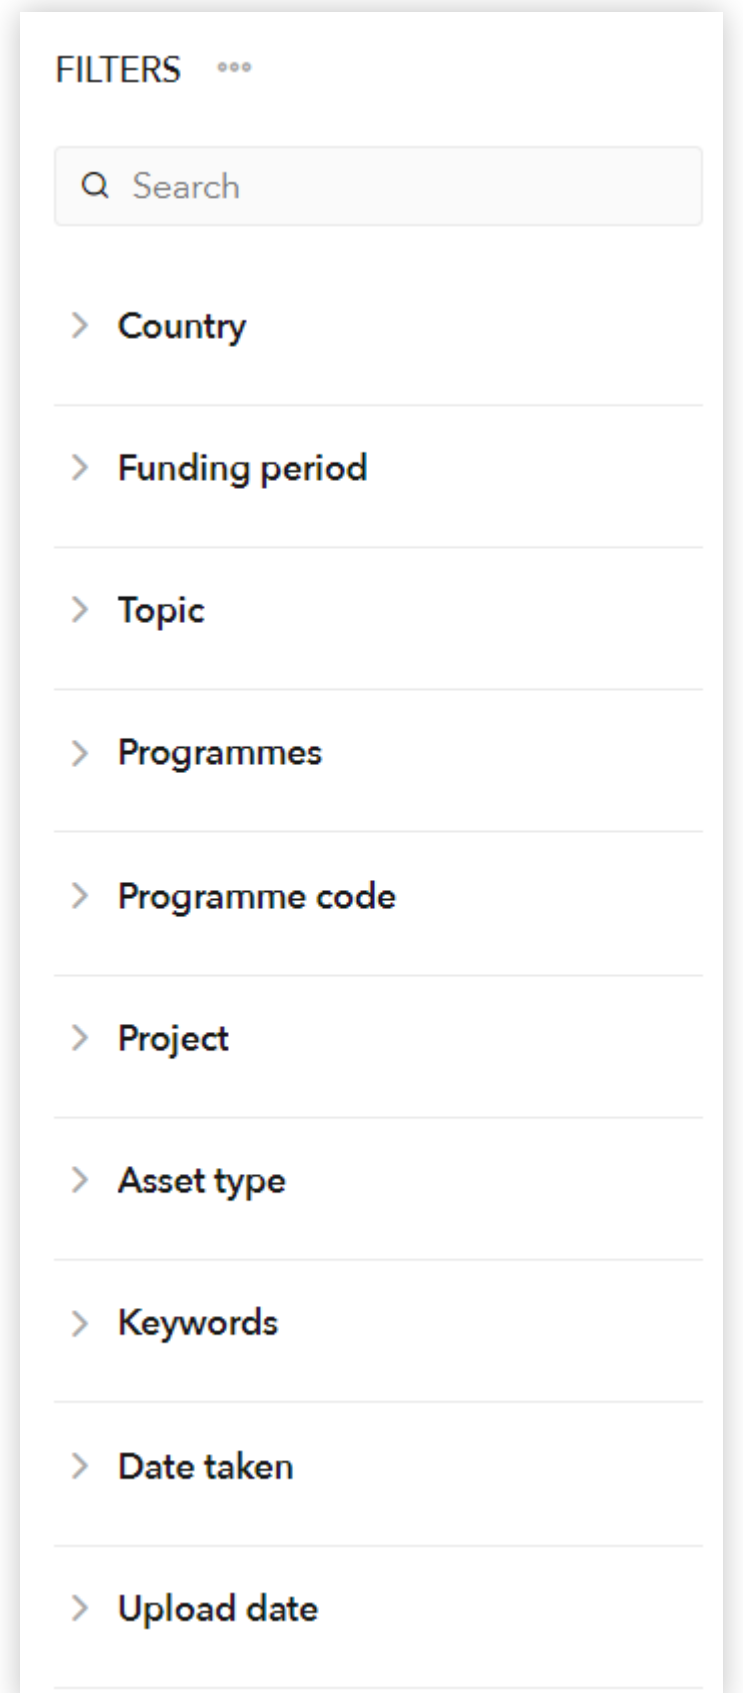 FILTERS
Search
Country
Funding period
Topic
Programmes
Programme code
Project
Asset type
Keywords
Date taken
Upload date